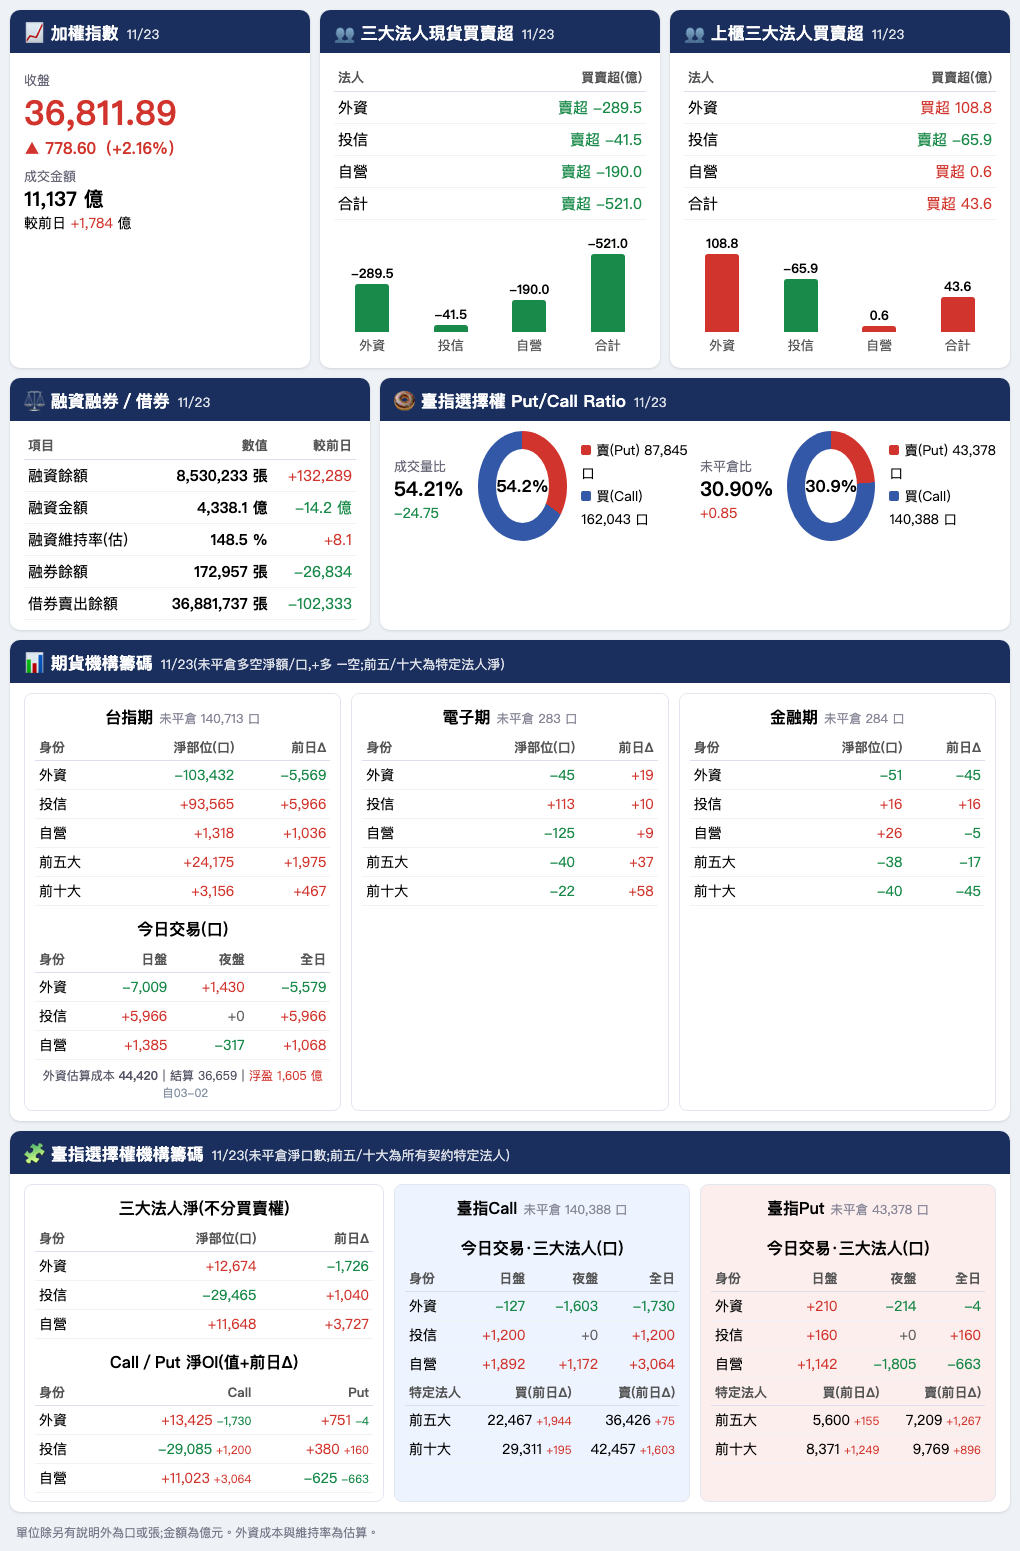 加權指數 11/23
收盤
36,811.89
▲ 778.60 (+2.16%)
成交金額
11,137 億
較前日 +1,784 億
三大法人現貨買賣超 11/23
法人 買賣超(億)
外資 賣超 −289.5
投信 賣超 −41.5
自營 賣超 −190.0
合計 賣超 −521.0
−289.5 −41.5 −190.0 −521.0
外資 投信 自營 合計
上櫃三大法人買賣超 11/23
法人 買賣超(億)
外資 買超 108.8
投信 賣超 −65.9
自營 買超 0.6
合計 買超 43.6
108.8 −65.9 0.6 43.6
外資 投信 自營 合計
融資融券 / 借券 11/23
項目 數值 較前日
融資餘額 8,530,233 張 +132,289
融資金額 4,338.1 億 −14.2 億
融資維持率(估) 148.5 % +8.1
融券餘額 172,957 張 −26,834
借券賣出餘額 36,881,737 張 −102,333
臺指選擇權 Put/Call Ratio 11/23
成交量比
54.21%
−24.75
54.2%
賣(Put) 87,845
口
買(Call)
162,043 口
未平倉比
30.90%
+0.85
30.9%
賣(Put) 43,378
口
買(Call)
140,388 口
期貨機構籌碼 11/23(未平倉多空淨額/口,+多 −空;前五/十大為特定法人淨)
台指期 未平倉 140,713 口
身份 淨部位(口) 前日Δ
外資 −103,432 −5,569
投信 +93,565 +5,966
自營 +1,318 +1,036
前五大 +24,175 +1,975
前十大 +3,156 +467
今日交易(口)
身份 日盤 夜盤 全日
外資 −7,009 +1,430 −5,579
投信 +5,966 +0 +5,966
自營 +1,385 −317 +1,068
外資估算成本 44,420｜結算 36,659｜浮盈 1,605 億
自03−02
電子期 未平倉 283 口
身份 淨部位(口) 前日Δ
外資 −45 +19
投信 +113 +10
自營 −125 +9
前五大 −40 +37
前十大 −22 +58
金融期 未平倉 284 口
身份 淨部位(口) 前日Δ
外資 −51 −45
投信 +16 +16
自營 +26 −5
前五大 −38 −17
前十大 −40 −45
臺指選擇權機構籌碼 11/23(未平倉淨口數;前五/十大為所有契約特定法人)
三大法人淨(不分買賣權)
身份 淨部位(口) 前日Δ
外資 +12,674 −1,726
投信 −29,465 +1,040
自營 +11,648 +3,727
Call / Put 淨OI(值+前日Δ)
身份 Call Put
外資 +13,425 −1,730 +751 −4
投信 −29,085 +1,200 +380 +160
自營 +11,023 +3,064 −625 −663
臺指Call 未平倉 140,388 口
今日交易·三大法人(口)
身份 日盤 夜盤 全日
外資 −127 −1,603 −1,730
投信 +1,200 +0 +1,200
自營 +1,892 +1,172 +3,064
特定法人 買(前日Δ) 賣(前日Δ)
前五大 22,467 +1,944 36,426 +75
前十大 29,311 +195 42,457 +1,603
臺指Put 未平倉 43,378 口
今日交易·三大法人(口)
身份 日盤 夜盤 全日
外資 +210 −214 −4
投信 +160 +0 +160
自營 +1,142 −1,805 −663
特定法人 買(前日Δ) 賣(前日Δ)
前五大 5,600 +155 7,209 +1,267
前十大 8,371 +1,249 9,769 +896
單位除另有說明外為口或張;金額為億元。外資成本與維持率為估算。